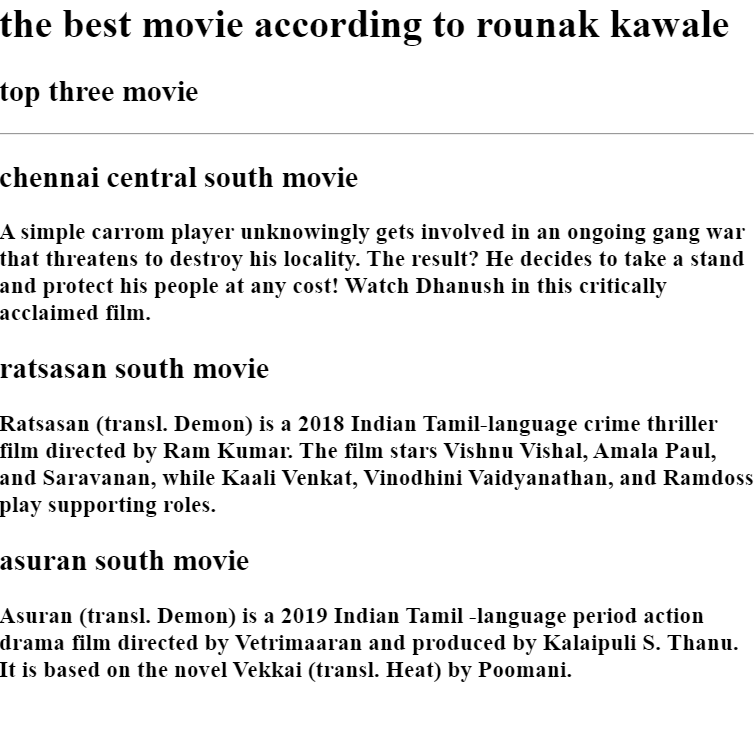 the best movie according to rounak kawale
top three movie
chennai central south movie
A simple carrom player unknowingly gets involved in an ongoing gang war
that threatens to destroy his locality. The result? He decides to take a stand
and protect his people at any cost! Watch Dhanush in this critically
acclaimed film.
ratsasan south movie
Ratsasan (transl. Demon) is a 2018 Indian Tamil-language crime thriller
film directed by Ram Kumar. The film stars Vishnu Vishal, Amala Paul,
and Saravanan, while Kaali Venkat, Vinodhini Vaidyanathan, and Ramdoss
play supporting roles.
asuran south movie
Asuran (transl. Demon) is a 2019 Indian Tamil -language period action
drama film directed by Vetrimaaran and produced by Kalaipuli S. Thanu.
It is based on the novel Vekkai (transl. Heat) by Poomani.